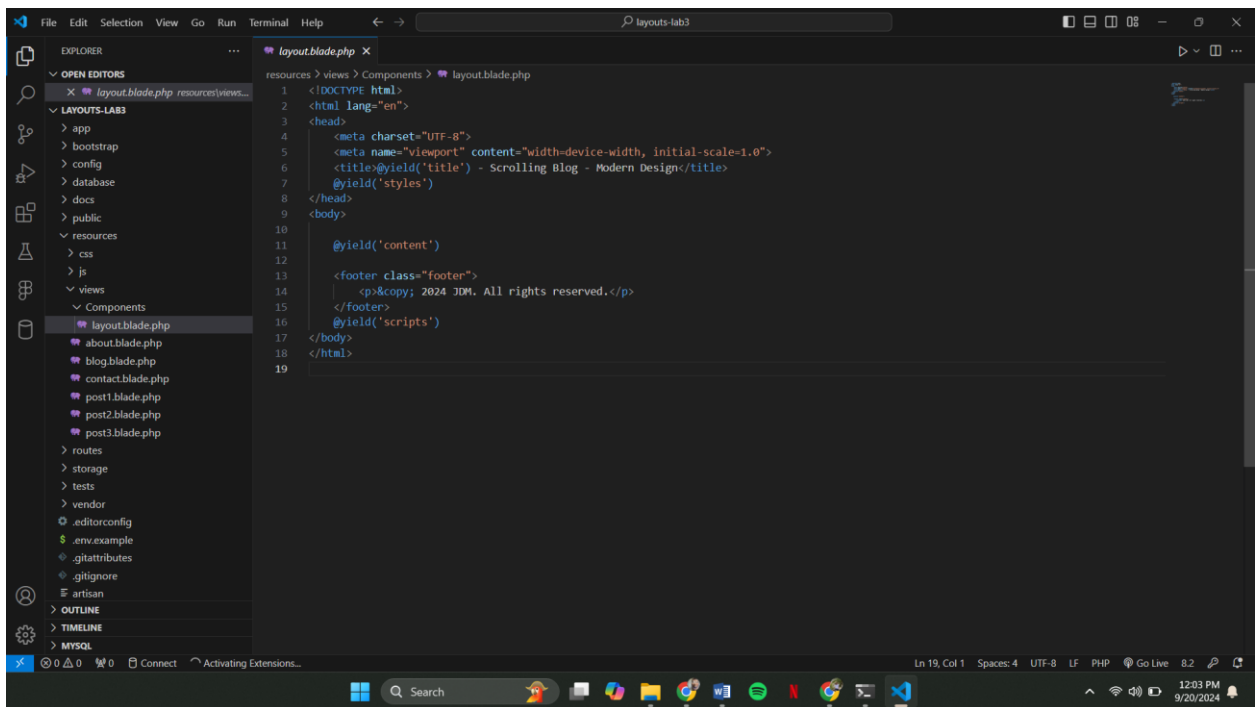 File Edit Selection View Go Run Terminal Help
layouts-lab3
EXPLORER
OPEN EDITORS
layout.blade.php resources\views...
LAYOUTS-LAB3
app
bootstrap
config
database
docs
public
resources
css
js
views
Components
layout.blade.php
about.blade.php
blog.blade.php
contact.blade.php
post1.blade.php
post2.blade.php
post3.blade.php
routes
storage
tests
vendor
.editorconfig
.env.example
.gitattributes
.gitignore
artisan
OUTLINE
TIMELINE
MYSQL
layout.blade.php
resources > views > Components > layout.blade.php
1 <!DOCTYPE html>
2 <html lang="en">
3 <head>
4 <meta charset="UTF-8">
5 <meta name="viewport" content="width=device-width, initial-scale=1.0">
6 <title>@yield('title') - Scrolling Blog - Modern Design</title>
7 @yield('styles')
8 </head>
9 <body>
10
11 @yield('content')
12
13 <footer class="footer">
14 <p>&copy; 2024 JDM. All rights reserved.</p>
15 </footer>
16 @yield('scripts')
17 </body>
18 </html>
19
0 0 0 Connect Activating Extensions...
Ln 19, Col 1 Spaces: 4 UTF-8 LF PHP Go Live 8.2
Search
12:03 PM
9/20/2024